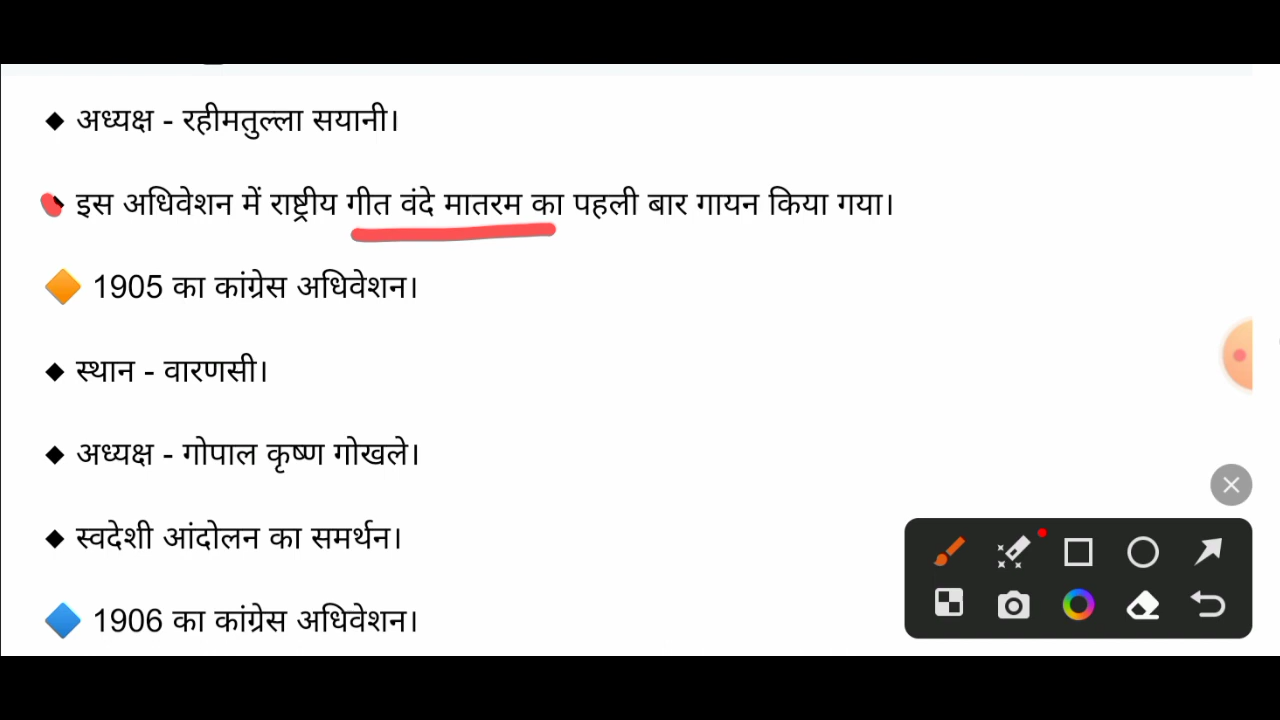 ◆ अध्यक्ष - रहीमतुल्ला सयानी।
इस अधिवेशन में राष्ट्रीय गीत वंदे मातरम का पहली बार गायन किया गया।
🔶 1905 का कांग्रेस अधिवेशन।
◆ स्थान - वारणसी।
◆ अध्यक्ष - गोपाल कृष्ण गोखले।
◆ स्वदेशी आंदोलन का समर्थन।
🔷 1906 का कांग्रेस अधिवेशन।